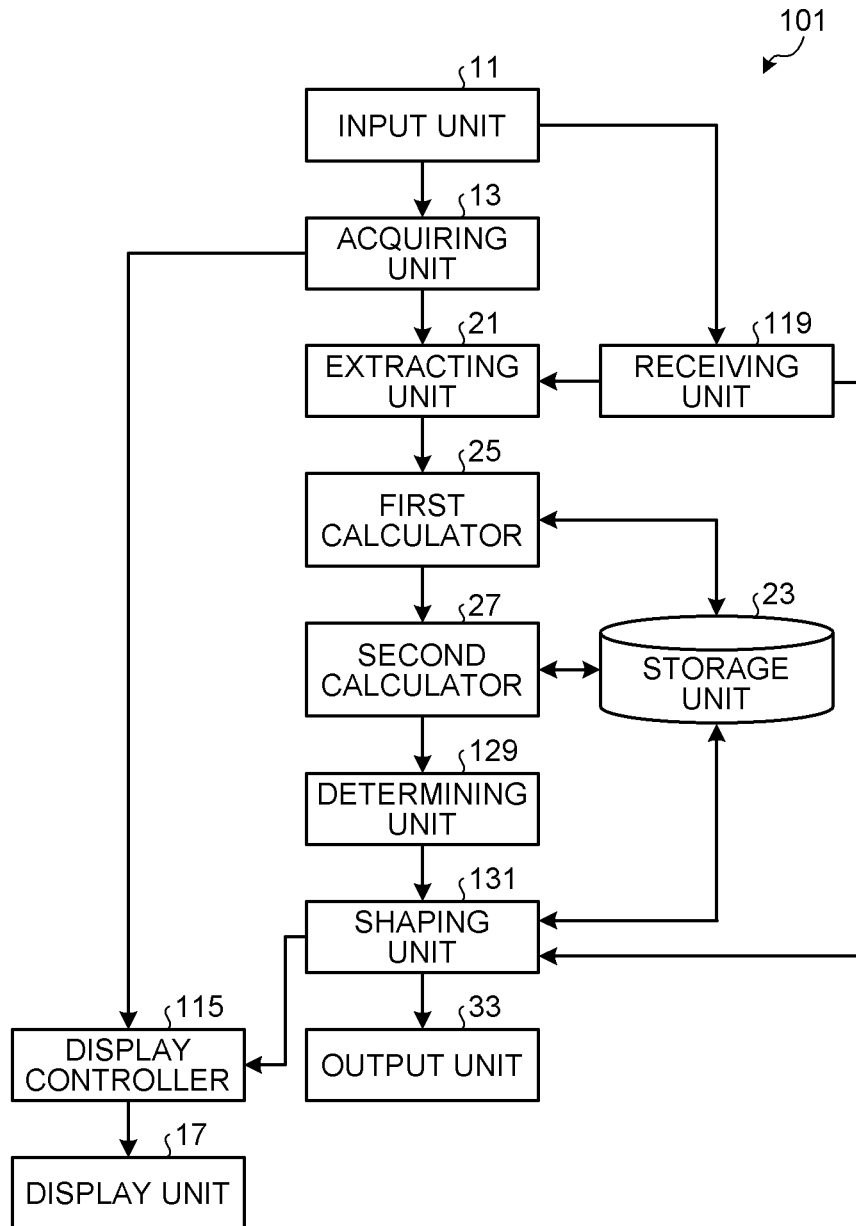 101
11
INPUT UNIT
13
ACQUIRING
UNIT
21
EXTRACTING
UNIT
119
RECEIVING
UNIT
25
FIRST
CALCULATOR
27
SECOND
CALCULATOR
23
STORAGE
UNIT
129
DETERMINING
UNIT
131
SHAPING
UNIT
115
DISPLAY
CONTROLLER
33
OUTPUT UNIT
17
DISPLAY UNIT